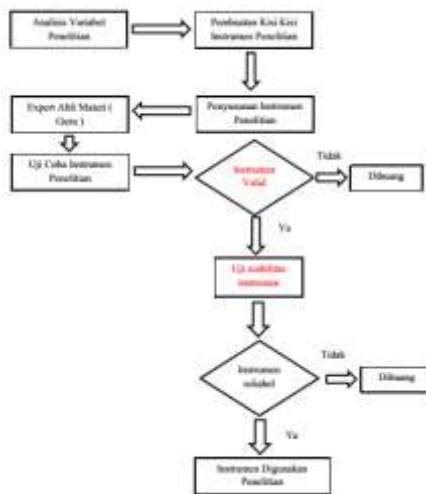 Analisis Variabel
Penelitian
Pembuatan Kisi Kisi
Instrumen Penelitian
Expert Ahli Materi (
Guru )
Penyusunan Instrumen
Penelitian
Uji Coba Instrumen
Penelitian
Instrumen
Valid
Tidak
Dibuang
Ya
Uji reabilitas
instrumen
Instrumen
reliabel
Tidak
Dibuang
Ya
Instrumen Digunakan
Penelitian